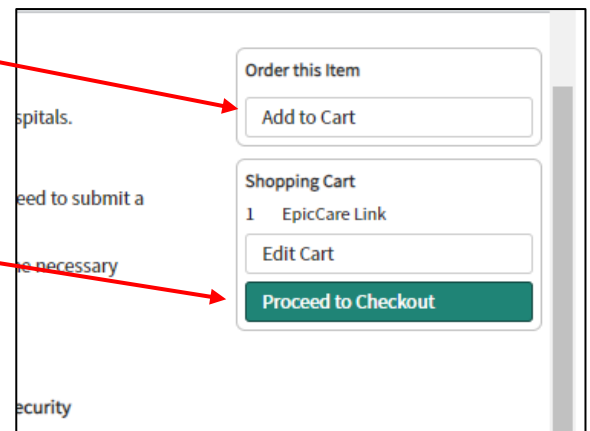 Order this Item
spitals.
Add to Cart
Shopping Cart
eed to submit a
1 EpicCare Link
Edit Cart
e necessary
Proceed to Checkout
ecurity